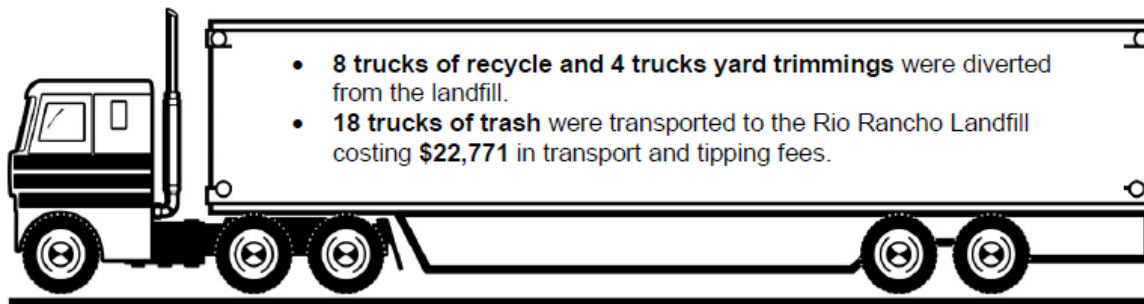 • 8 trucks of recycle and 4 trucks yard trimmings were diverted
from the landfill.
• 18 trucks of trash were transported to the Rio Rancho Landfill
costing $22,771 in transport and tipping fees.